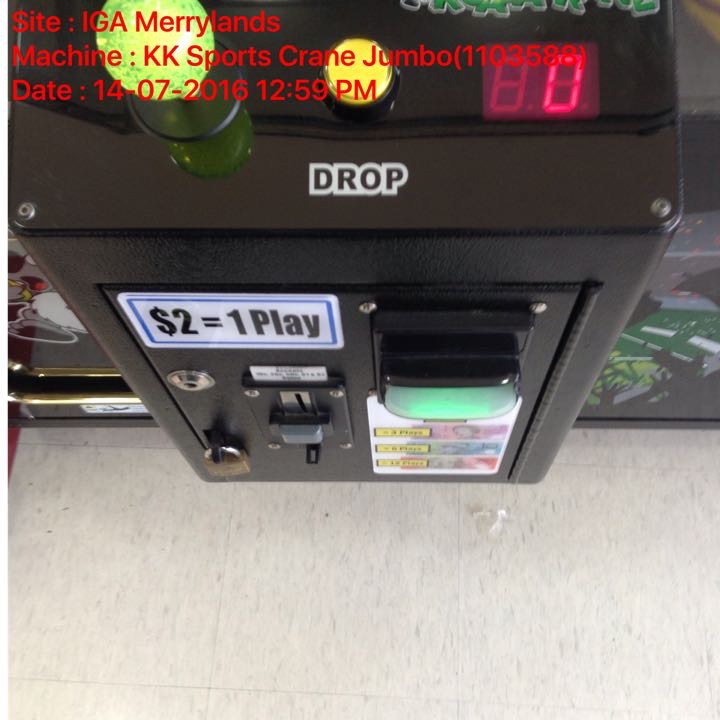 Site : IGA Merrylands
Machine : KK Sports Crane Jumbo(1103588)
Date : 14-07-2016 12:59 PM
0
DROP
$2 = 1 Play
= 3 Plays
= 6 Plays
= 12 Plays